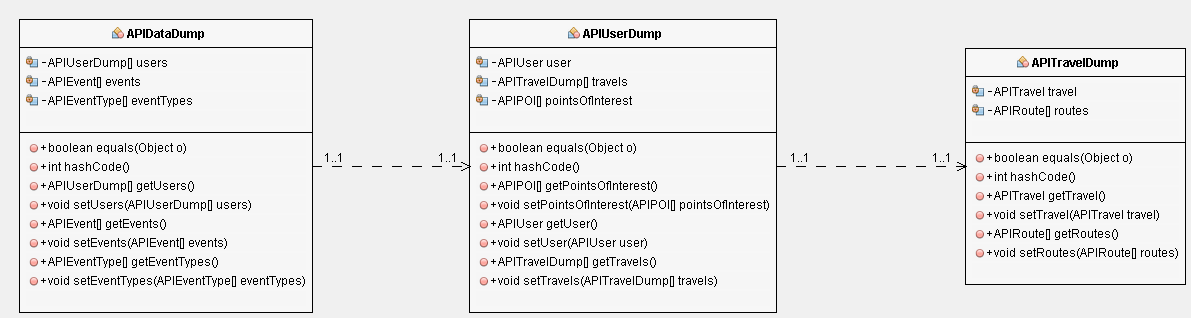 APIDataDump
-APIUserDump[] users
-APIEvent[] events
-APIEventType[] eventTypes
+boolean equals(Object o)
+int hashCode()
+APIUserDump[] getUsers()
+void setUsers(APIUserDump[] users)
+APIEvent[] getEvents()
+void setEvents(APIEvent[] events)
+APIEventType[] getEventTypes()
+void setEventTypes(APIEventType[] eventTypes)
1..1
1..1
APIUserDump
-APIUser user
-APITravelDump[] travels
-APIPOI[] pointsOfInterest
+boolean equals(Object o)
+int hashCode()
+APIPOI[] getPointsOfInterest()
+void setPointsOfInterest(APIPOI[] pointsOfInterest)
+APIUser getUser()
+void setUser(APIUser user)
+APITravelDump[] getTravels()
+void setTravels(APITravelDump[] travels)
1..1
1..1
APITravelDump
-APITravel travel
-APIRoute[] routes
+boolean equals(Object o)
+int hashCode()
+APITravel getTravel()
+void setTravel(APITravel travel)
+APIRoute[] getRoutes()
+void setRoutes(APIRoute[] routes)